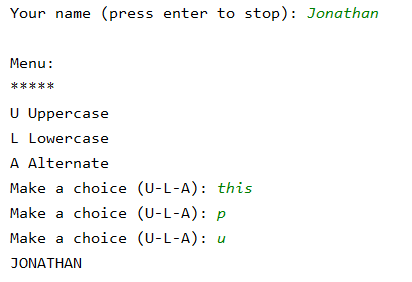 Your name (press enter to stop): Jonathan
Menu:
*****
U Uppercase
L Lowercase
A Alternate
Make a choice (U-L-A): this
Make a choice (U-L-A): p
Make a choice (U-L-A): u
JONATHAN